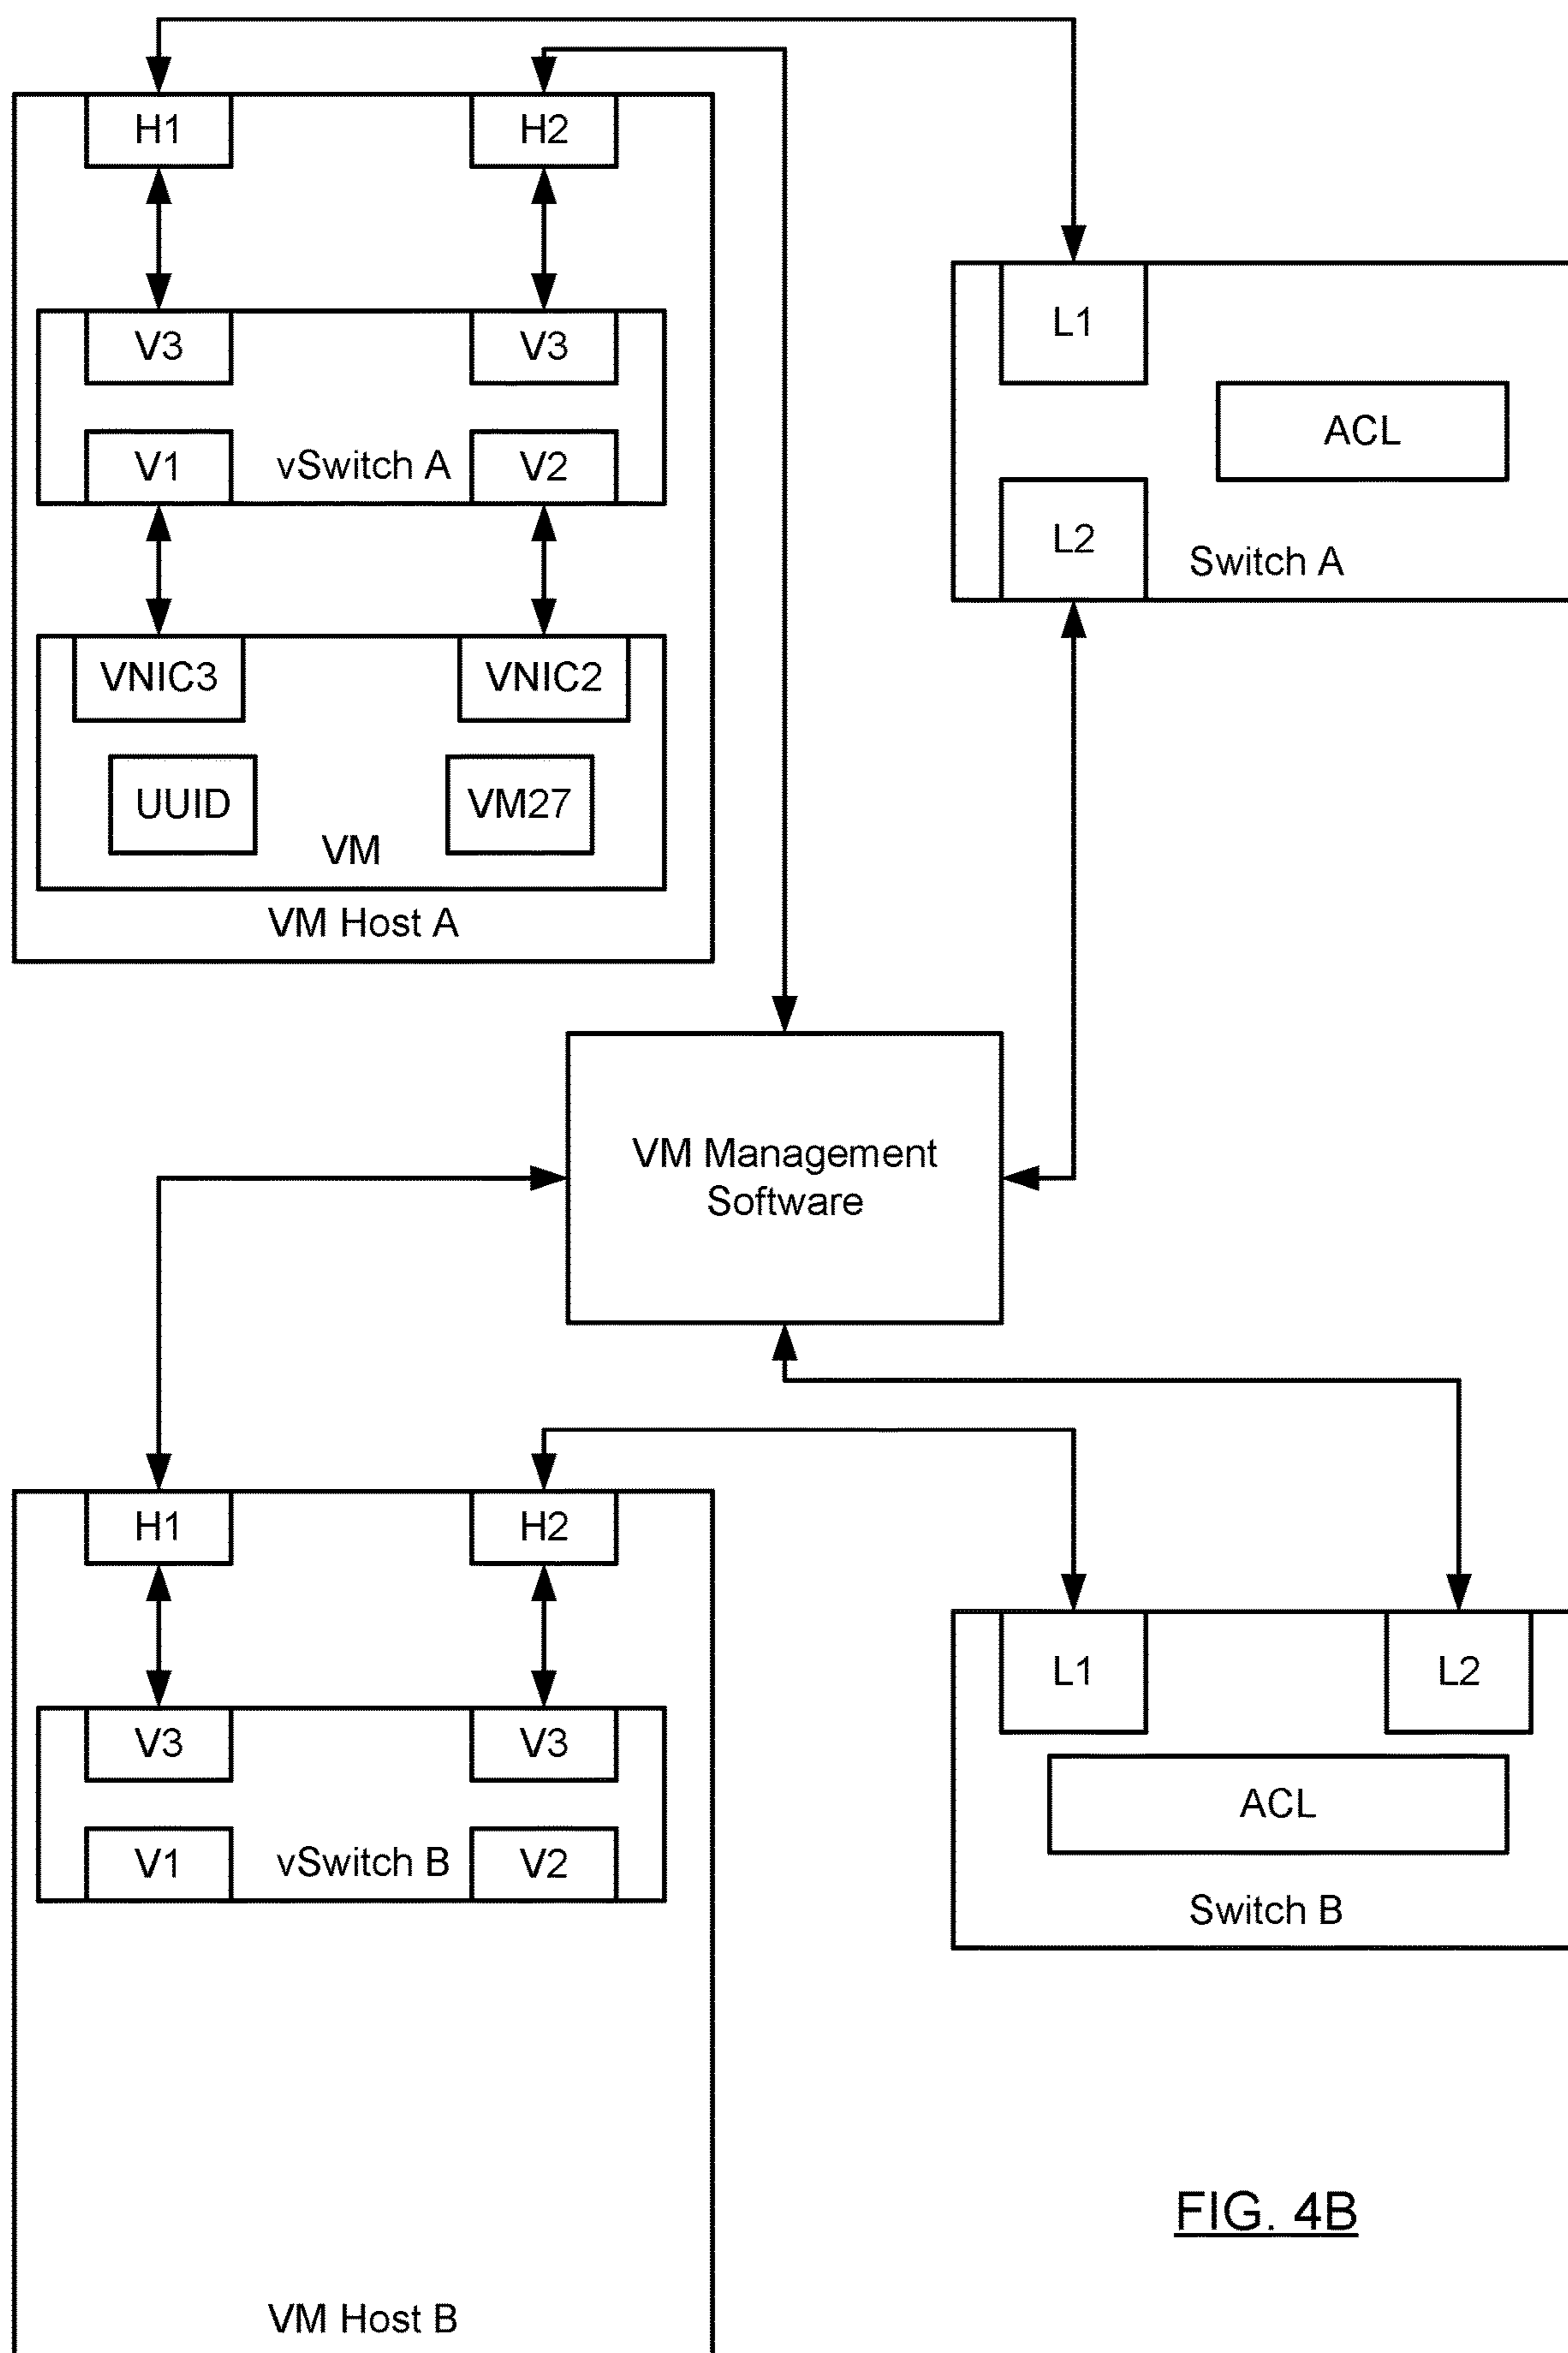 H1
H2
V3
V3
V1
vSwitch A
V2
VNIC3
VNIC2
UUID
VM27
VM
VM Host A
L1
ACL
L2
Switch A
VM Management
Software
H1
H2
V3
V3
V1
vSwitch B
V2
VM Host B
L1
L2
ACL
Switch B
FIG. 4B